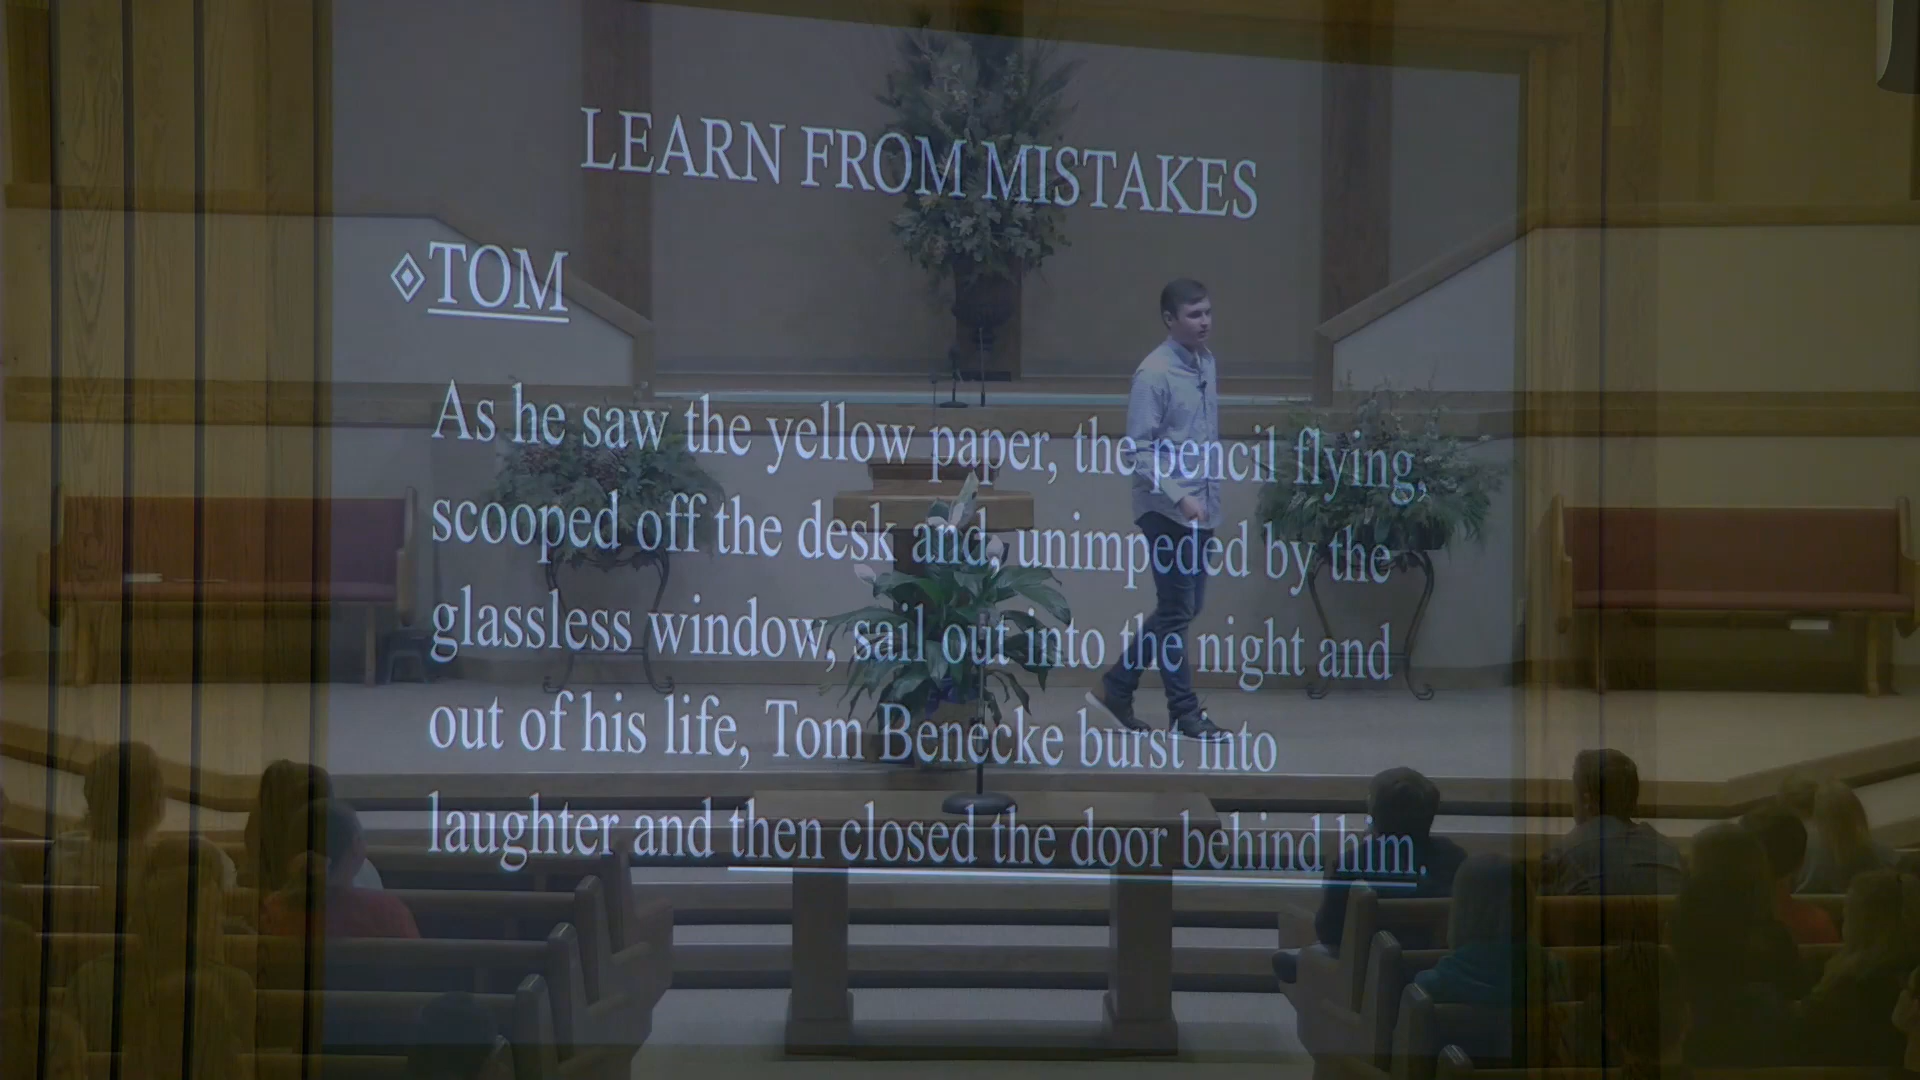 LEARN FROM MISTAKES
TOM
As he saw the yellow paper, the pencil flying,
scooped off the desk and, unimpeded by the
glassless window, sail out into the night and
out of his life, Tom Benecke burst into
laughter and then closed the door behind him.